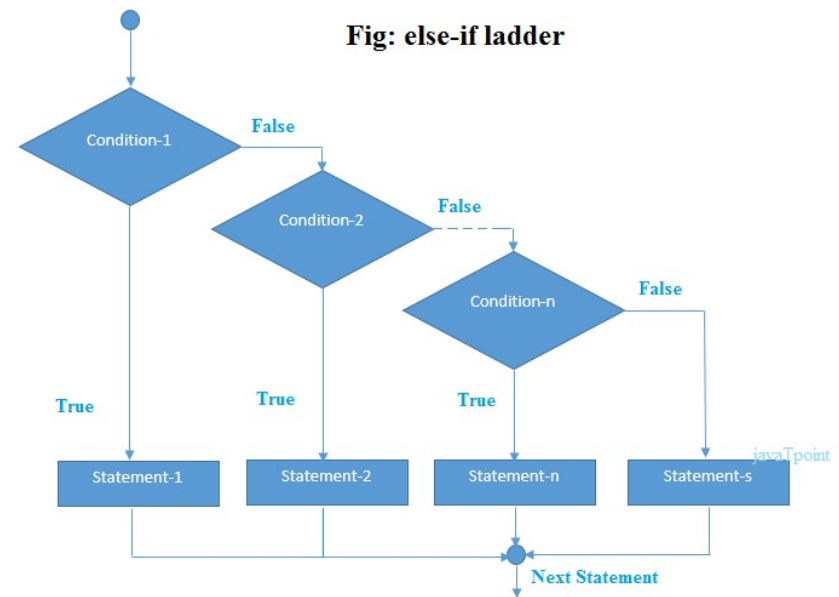 Fig: else-if ladder
Condition-1
False
Condition-2
False
Condition-n
False
True
True
True
javaTpoint
Statement-1
Statement-2
Statement-n
Statement-s
Next Statement